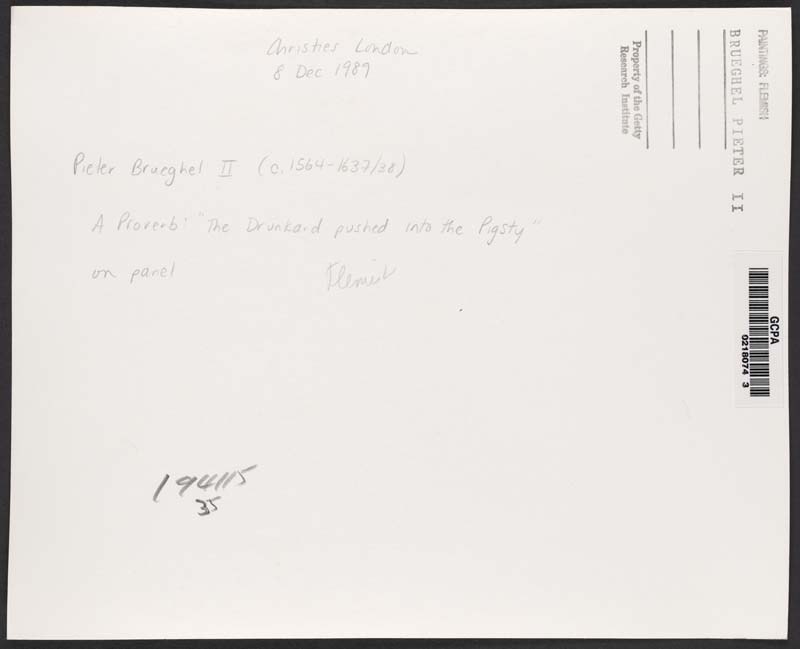 Christies London
8 Dec 1989
Pieter Brueghel II (c. 1564-1637/38)
A Proverb: "The Drunkard pushed into the Pigsty"
on panel
Flemish
194115
35
PAINTINGS: FLEMISH
BRUEGHEL PIETER II
Property of the Getty
Research Institute
GCPA
0218074 3